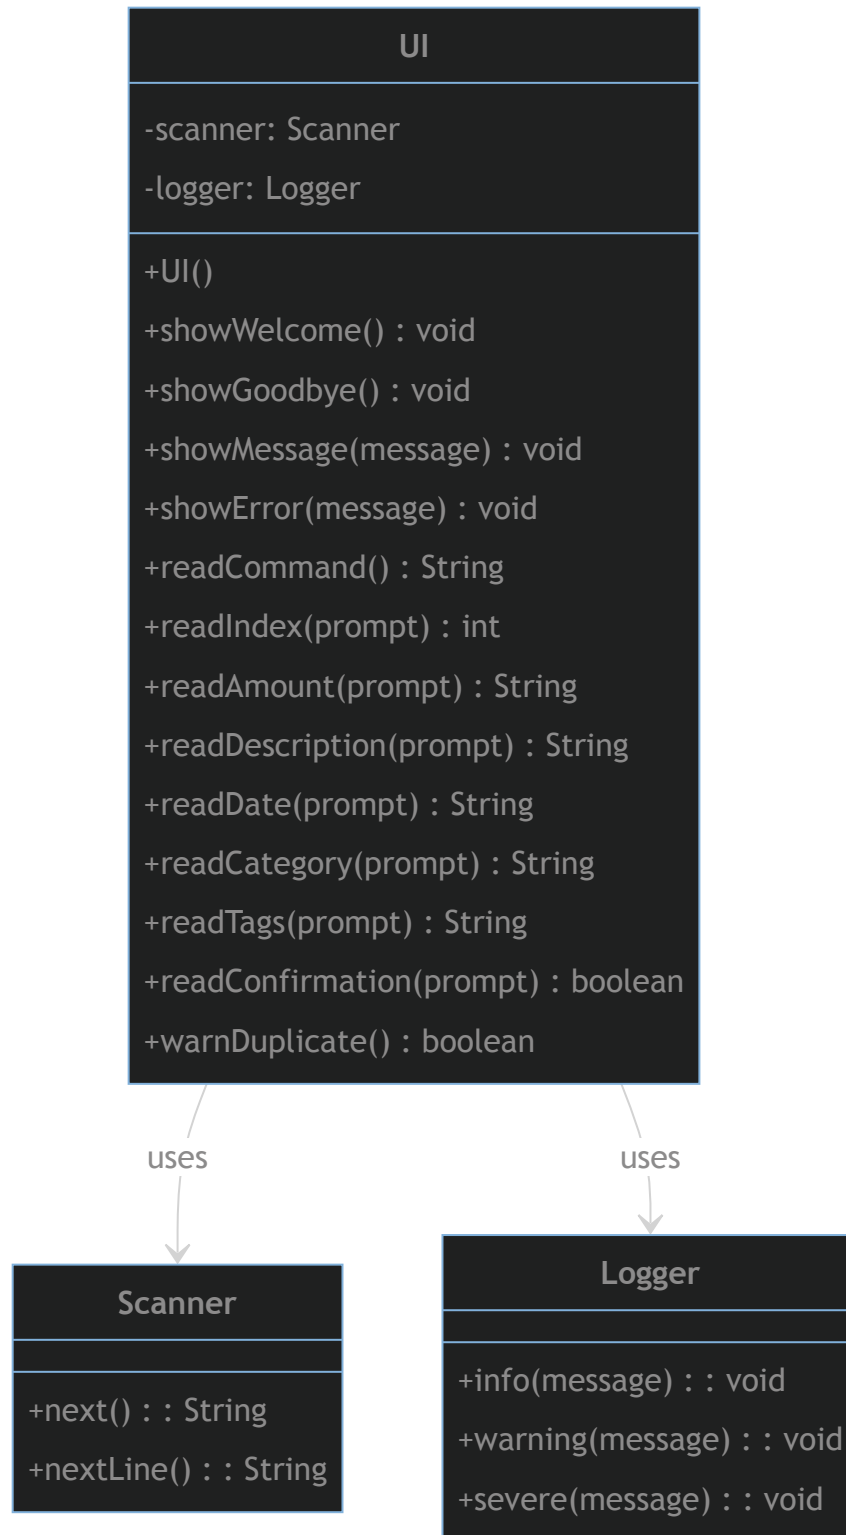 UI
-scanner: Scanner
-logger: Logger
+UI()
+showWelcome() : void
+showGoodbye() : void
+showMessage(message) : void
+showError(message) : void
+readCommand() : String
+readIndex(prompt) : int
+readAmount(prompt) : String
+readDescription(prompt) : String
+readDate(prompt) : String
+readCategory(prompt) : String
+readTags(prompt) : String
+readConfirmation(prompt) : boolean
+warnDuplicate() : boolean
uses
uses
Scanner
+next() : : String
+nextLine() : : String
Logger
+info(message) : : void
+warning(message) : : void
+severe(message) : : void